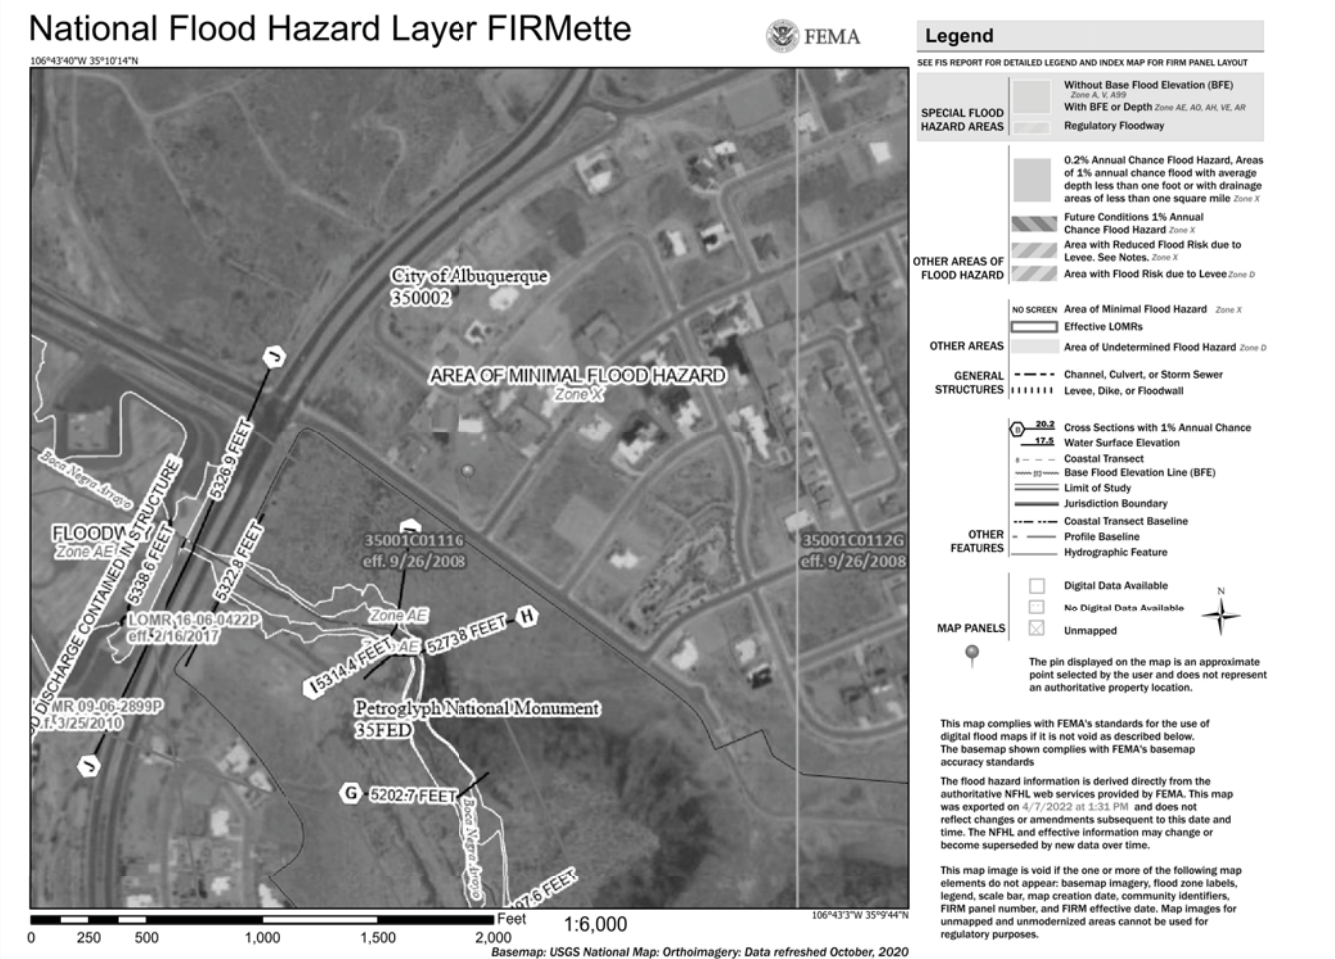 National Flood Hazard Layer FIRMette
FEMA
106°43'40"W 35°10'14"N
City of Albuquerque
350002
AREA OF MINIMAL FLOOD HAZARD
Zone X
J
5326.9 FEET
5322.8 FEET
5338.6 FEET
Boca Negra Arroyo
Zone AE
DISCHARGE CONTAINED IN STRUCTURE
LOMR 16-06-0422P
eff. 2/16/2017
MR 09-06-2899P
3/25/2010
J
35001C0111G
eff. 9/26/2008
35001C0112G
eff. 9/26/2008
Zone AE
AE
5273.8 FEET
H
I
5314.4 FEET
Petroglyph National Monument
35FED
G
5202.7 FEET
Boca Negra Arroyo
97.6 FEET
Feet
1:6,000
106°43'3"W 35°9'44"N
0 250 500 1,000 1,500 2,000
Basemap: USGS National Map: Orthoimagery: Data refreshed October, 2020
Legend
SEE FIS REPORT FOR DETAILED LEGEND AND INDEX MAP FOR FIRM PANEL LAYOUT
SPECIAL FLOOD
HAZARD AREAS
Without Base Flood Elevation (BFE)
Zone A, V, A99
With BFE or Depth Zone AE, AO, AH, VE, AR
Regulatory Floodway
OTHER AREAS OF
FLOOD HAZARD
0.2% Annual Chance Flood Hazard, Areas
of 1% annual chance flood with average
depth less than one foot or with drainage
areas of less than one square mile Zone X
Future Conditions 1% Annual
Chance Flood Hazard Zone X
Area with Reduced Flood Risk due to
Levee. See Notes. Zone X
Area with Flood Risk due to Levee Zone D
OTHER AREAS
NO SCREEN Area of Minimal Flood Hazard Zone X
Effective LOMRs
Area of Undetermined Flood Hazard Zone D
GENERAL
STRUCTURES
Channel, Culvert, or Storm Sewer
Levee, Dike, or Floodwall
OTHER
FEATURES
B 20.2 Cross Sections with 1% Annual Chance
17.5 Water Surface Elevation
8 Coastal Transect
Base Flood Elevation Line (BFE)
Limit of Study
Jurisdiction Boundary
Coastal Transect Baseline
Profile Baseline
Hydrographic Feature
MAP PANELS
Digital Data Available
No Digital Data Available
Unmapped
N
The pin displayed on the map is an approximate
point selected by the user and does not represent
an authoritative property location.
This map complies with FEMA's standards for the use of
digital flood maps if it is not void as described below.
The basemap shown complies with FEMA's basemap
accuracy standards
The flood hazard information is derived directly from the
authoritative NFHL web services provided by FEMA. This map
was exported on 4/7/2022 at 1:31 PM and does not
reflect changes or amendments subsequent to this date and
time. The NFHL and effective information may change or
become superseded by new data over time.
This map image is void if the one or more of the following map
elements do not appear: basemap imagery, flood zone labels,
legend, scale bar, map creation date, community identifiers,
FIRM panel number, and FIRM effective date. Map images for
unmapped and unmodernized areas cannot be used for
regulatory purposes.